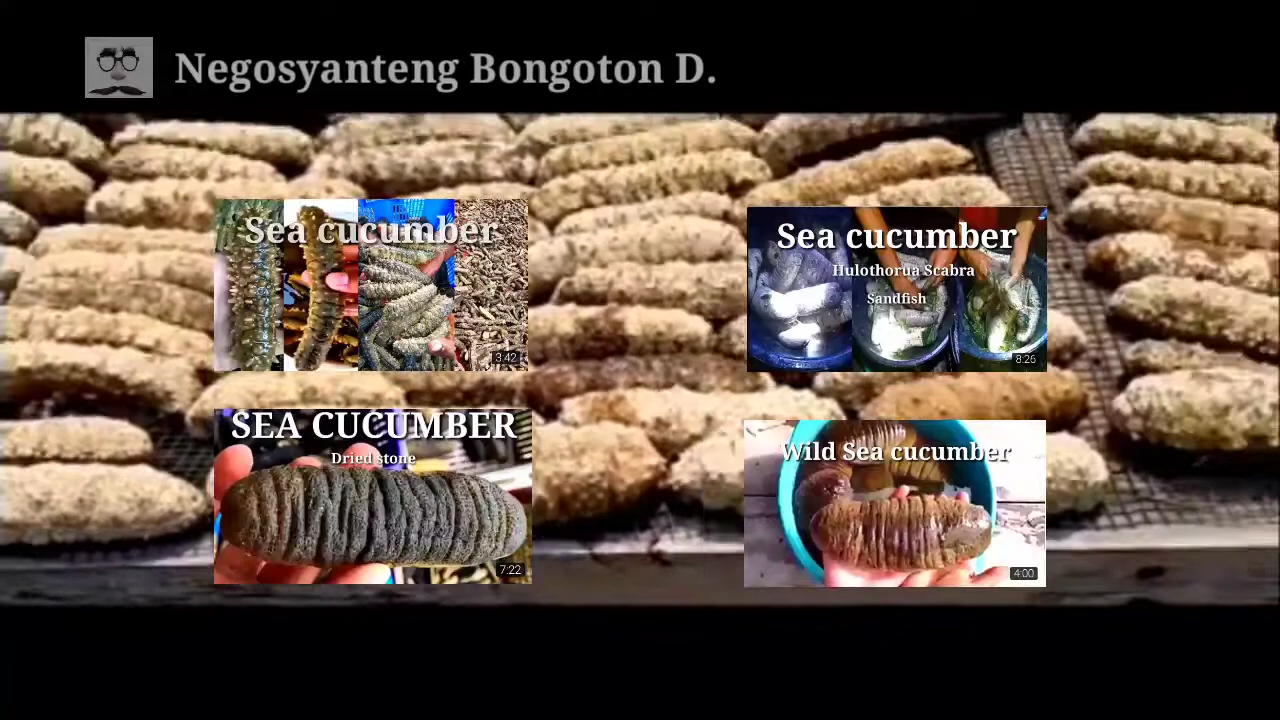 Negosyanteng Bongoton D.
Sea cucumber
3:42
Sea cucumber
Hulothorua Scabra
Sandfish
8:26
SEA CUCUMBER
Dried stone
7:22
Wild Sea cucumber
4:00